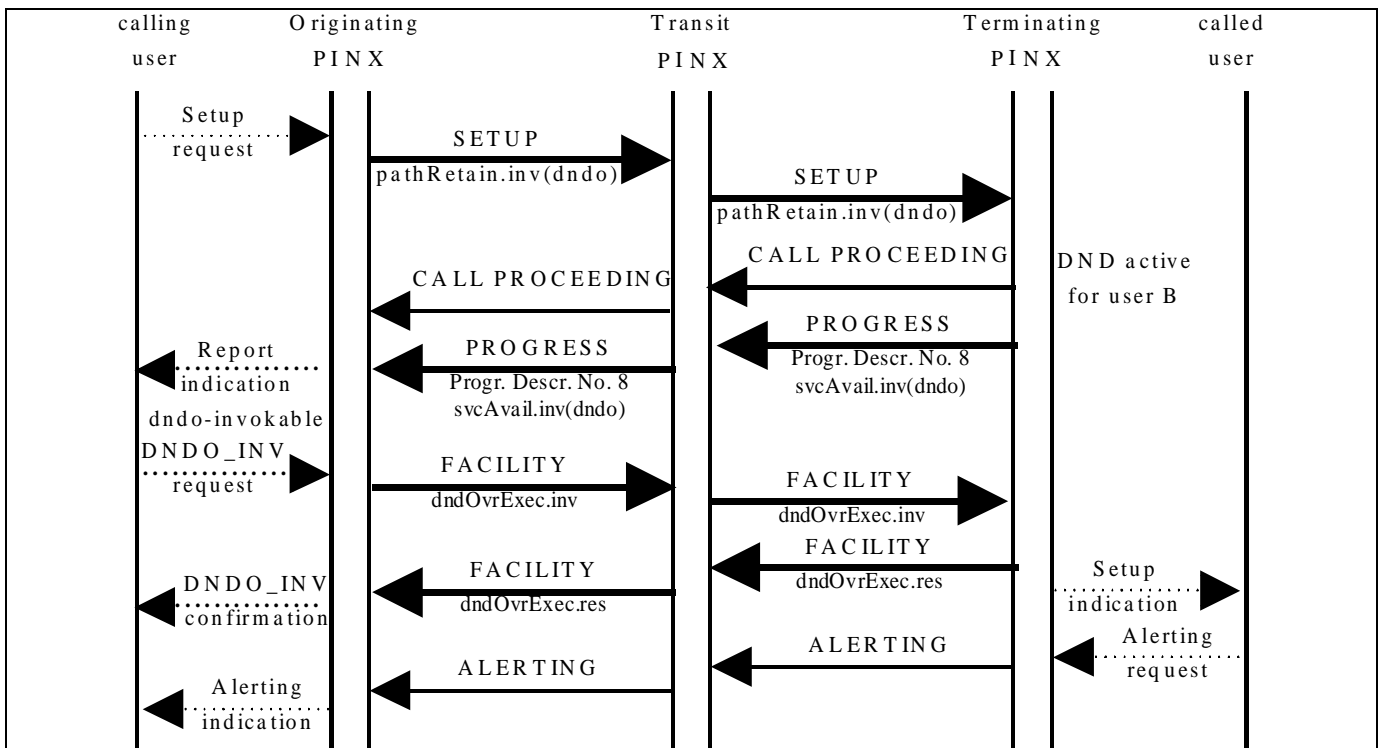 calling Originating Transit Terminating called
user PINX PINX PINX user
Setup
request
SETUP
pathRetain.inv(dndo)
SETUP
pathRetain.inv(dndo)
CALL PROCEEDING
DND active
for user B
CALL PROCEEDING
PROGRESS
Progr. Descr. No. 8
svcAvail.inv(dndo)
PROGRESS
Progr. Descr. No. 8
svcAvail.inv(dndo)
Report
indication
dndo-invokable
DNDO_INV
request
FACILITY
dndOvrExec.inv
FACILITY
dndOvrExec.inv
FACILITY
dndOvrExec.res
Setup
indication
FACILITY
dndOvrExec.res
DNDO_INV
confirmation
Alerting
request
ALERTING
ALERTING
Alerting
indication